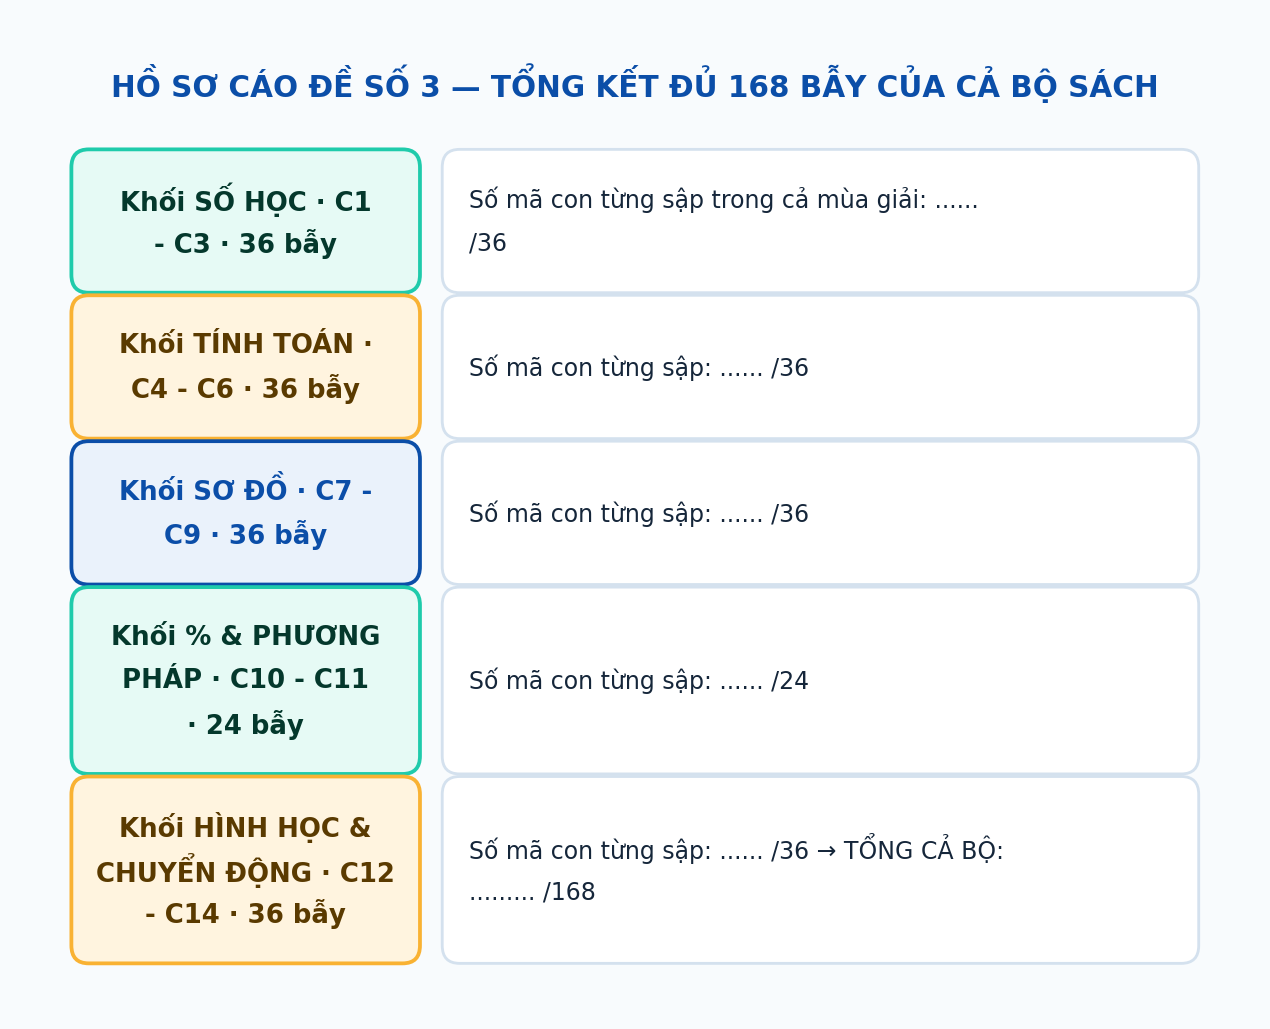 HỒ SƠ CÁO ĐỀ SỐ 3 — TỔNG KẾT ĐỦ 168 BẪY CỦA CẢ BỘ SÁCH
Khối SỐ HỌC · C1
- C3 · 36 bẫy
Số mã con từng sập trong cả mùa giải: ......
/36
Khối TÍNH TOÁN ·
C4 - C6 · 36 bẫy
Số mã con từng sập: ...... /36
Khối SƠ ĐỒ · C7 -
C9 · 36 bẫy
Số mã con từng sập: ...... /36
Khối % & PHƯƠNG
PHÁP · C10 - C11
· 24 bẫy
Số mã con từng sập: ...... /24
Khối HÌNH HỌC &
CHUYỂN ĐỘNG · C12
- C14 · 36 bẫy
Số mã con từng sập: ...... /36 → TỔNG CẢ BỘ:
......... /168